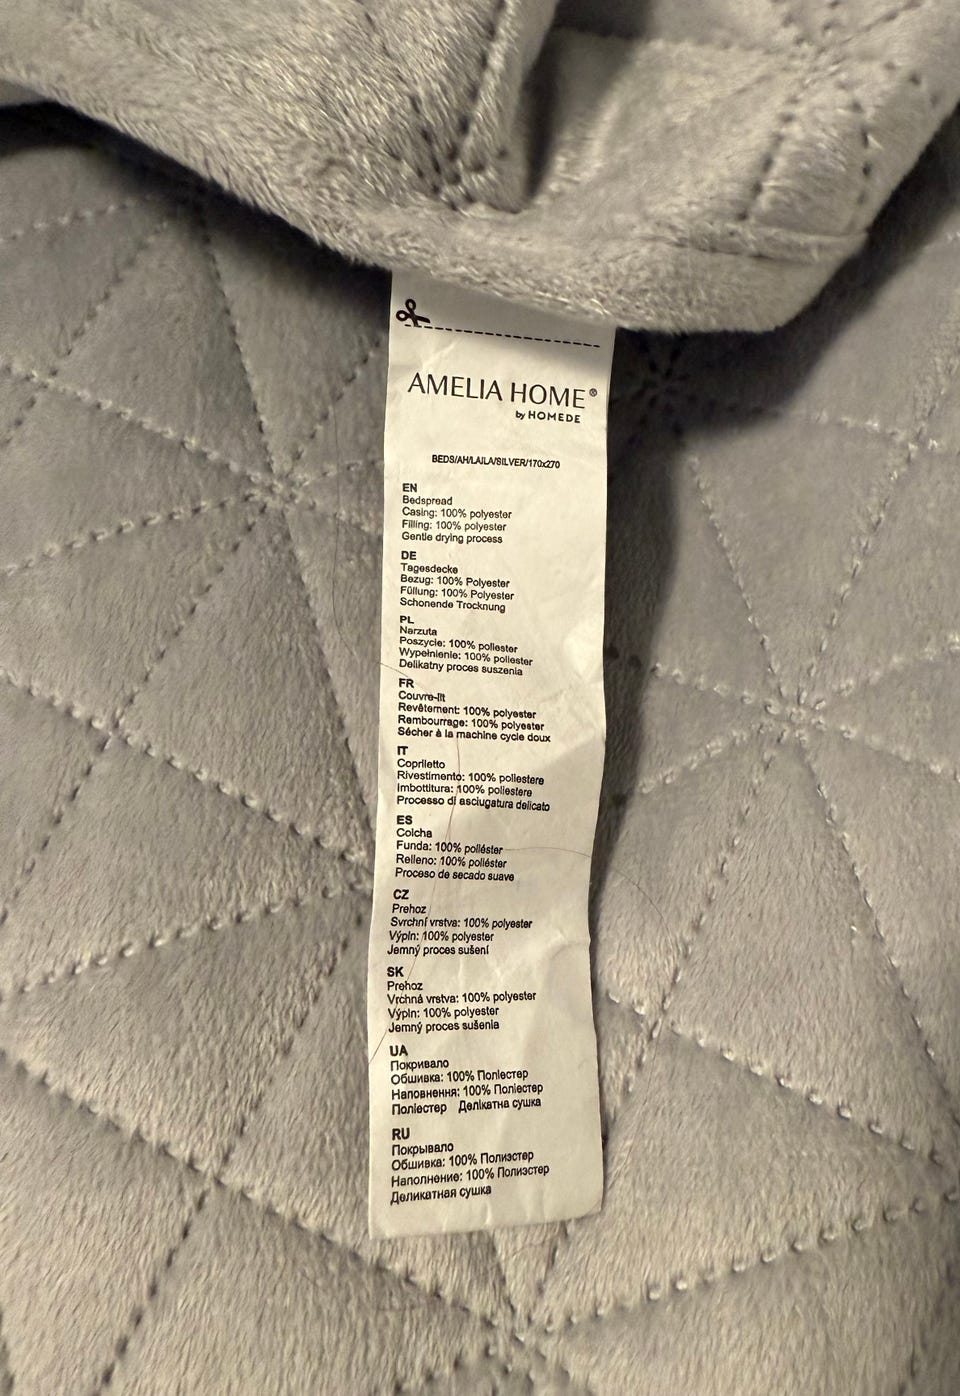 AMELIA HOME®
by HOMEDE
BEDS/AH/LAILA/SILVER/170x270
EN
Bedspread
Casing: 100% polyester
Filling: 100% polyester
Gentle drying process
DE
Tagesdecke
Bezug: 100% Polyester
Füllung: 100% Polyester
Schonende Trocknung
PL
Narzuta
Poszycie: 100% poliester
Wypełnienie: 100% poliester
Delikatny proces suszenia
FR
Couvre-lit
Revêtement: 100% polyester
Rembourrage: 100% polyester
Sécher à la machine cycle doux
IT
Copriletto
Rivestimento: 100% poliestere
Imbottitura: 100% poliestere
Processo di asciugatura delicato
ES
Colcha
Funda: 100% poliéster
Relleno: 100% poliéster
Proceso de secado suave
CZ
Prehoz
Svrchní vrstva: 100% polyester
Výpln: 100% polyester
Jemný proces sušení
SK
Prehoz
Vrchná vrstva: 100% polyester
Výpln: 100% polyester
Jemný proces sušenia
UA
Покривало
Обшивка: 100% Поліестер
Наповнення: 100% Поліестер
Поліестер Делікатна сушка
RU
Покрывало
Обшивка: 100% Полиэстер
Наполнение: 100% Полиэстер
Деликатная сушка